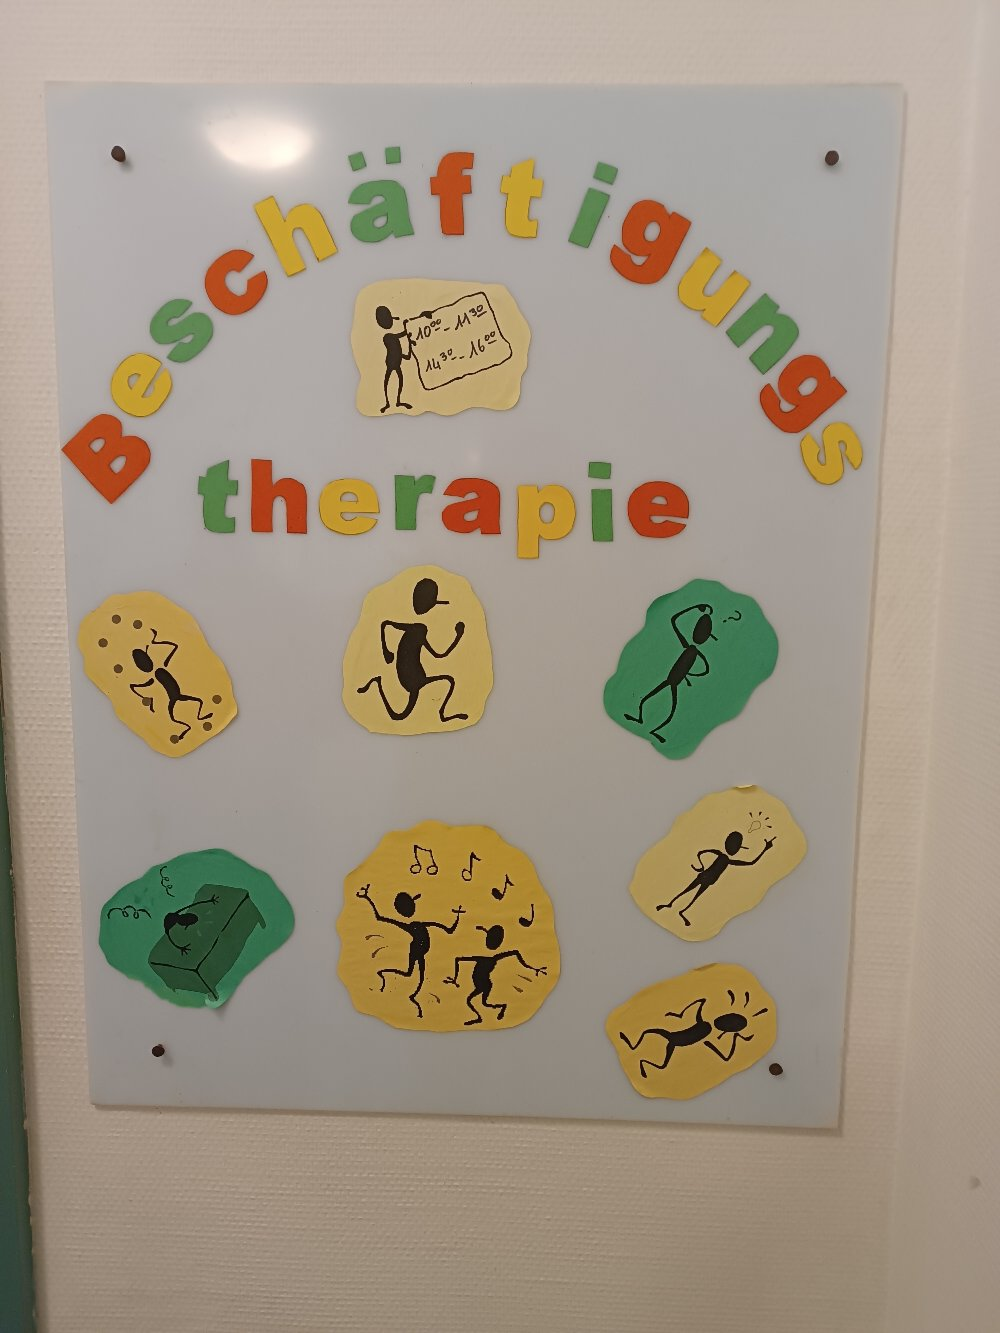 Beschäftigungs
10⁰⁰ - 11³⁰
14³⁰ - 16⁰⁰
therapie
?